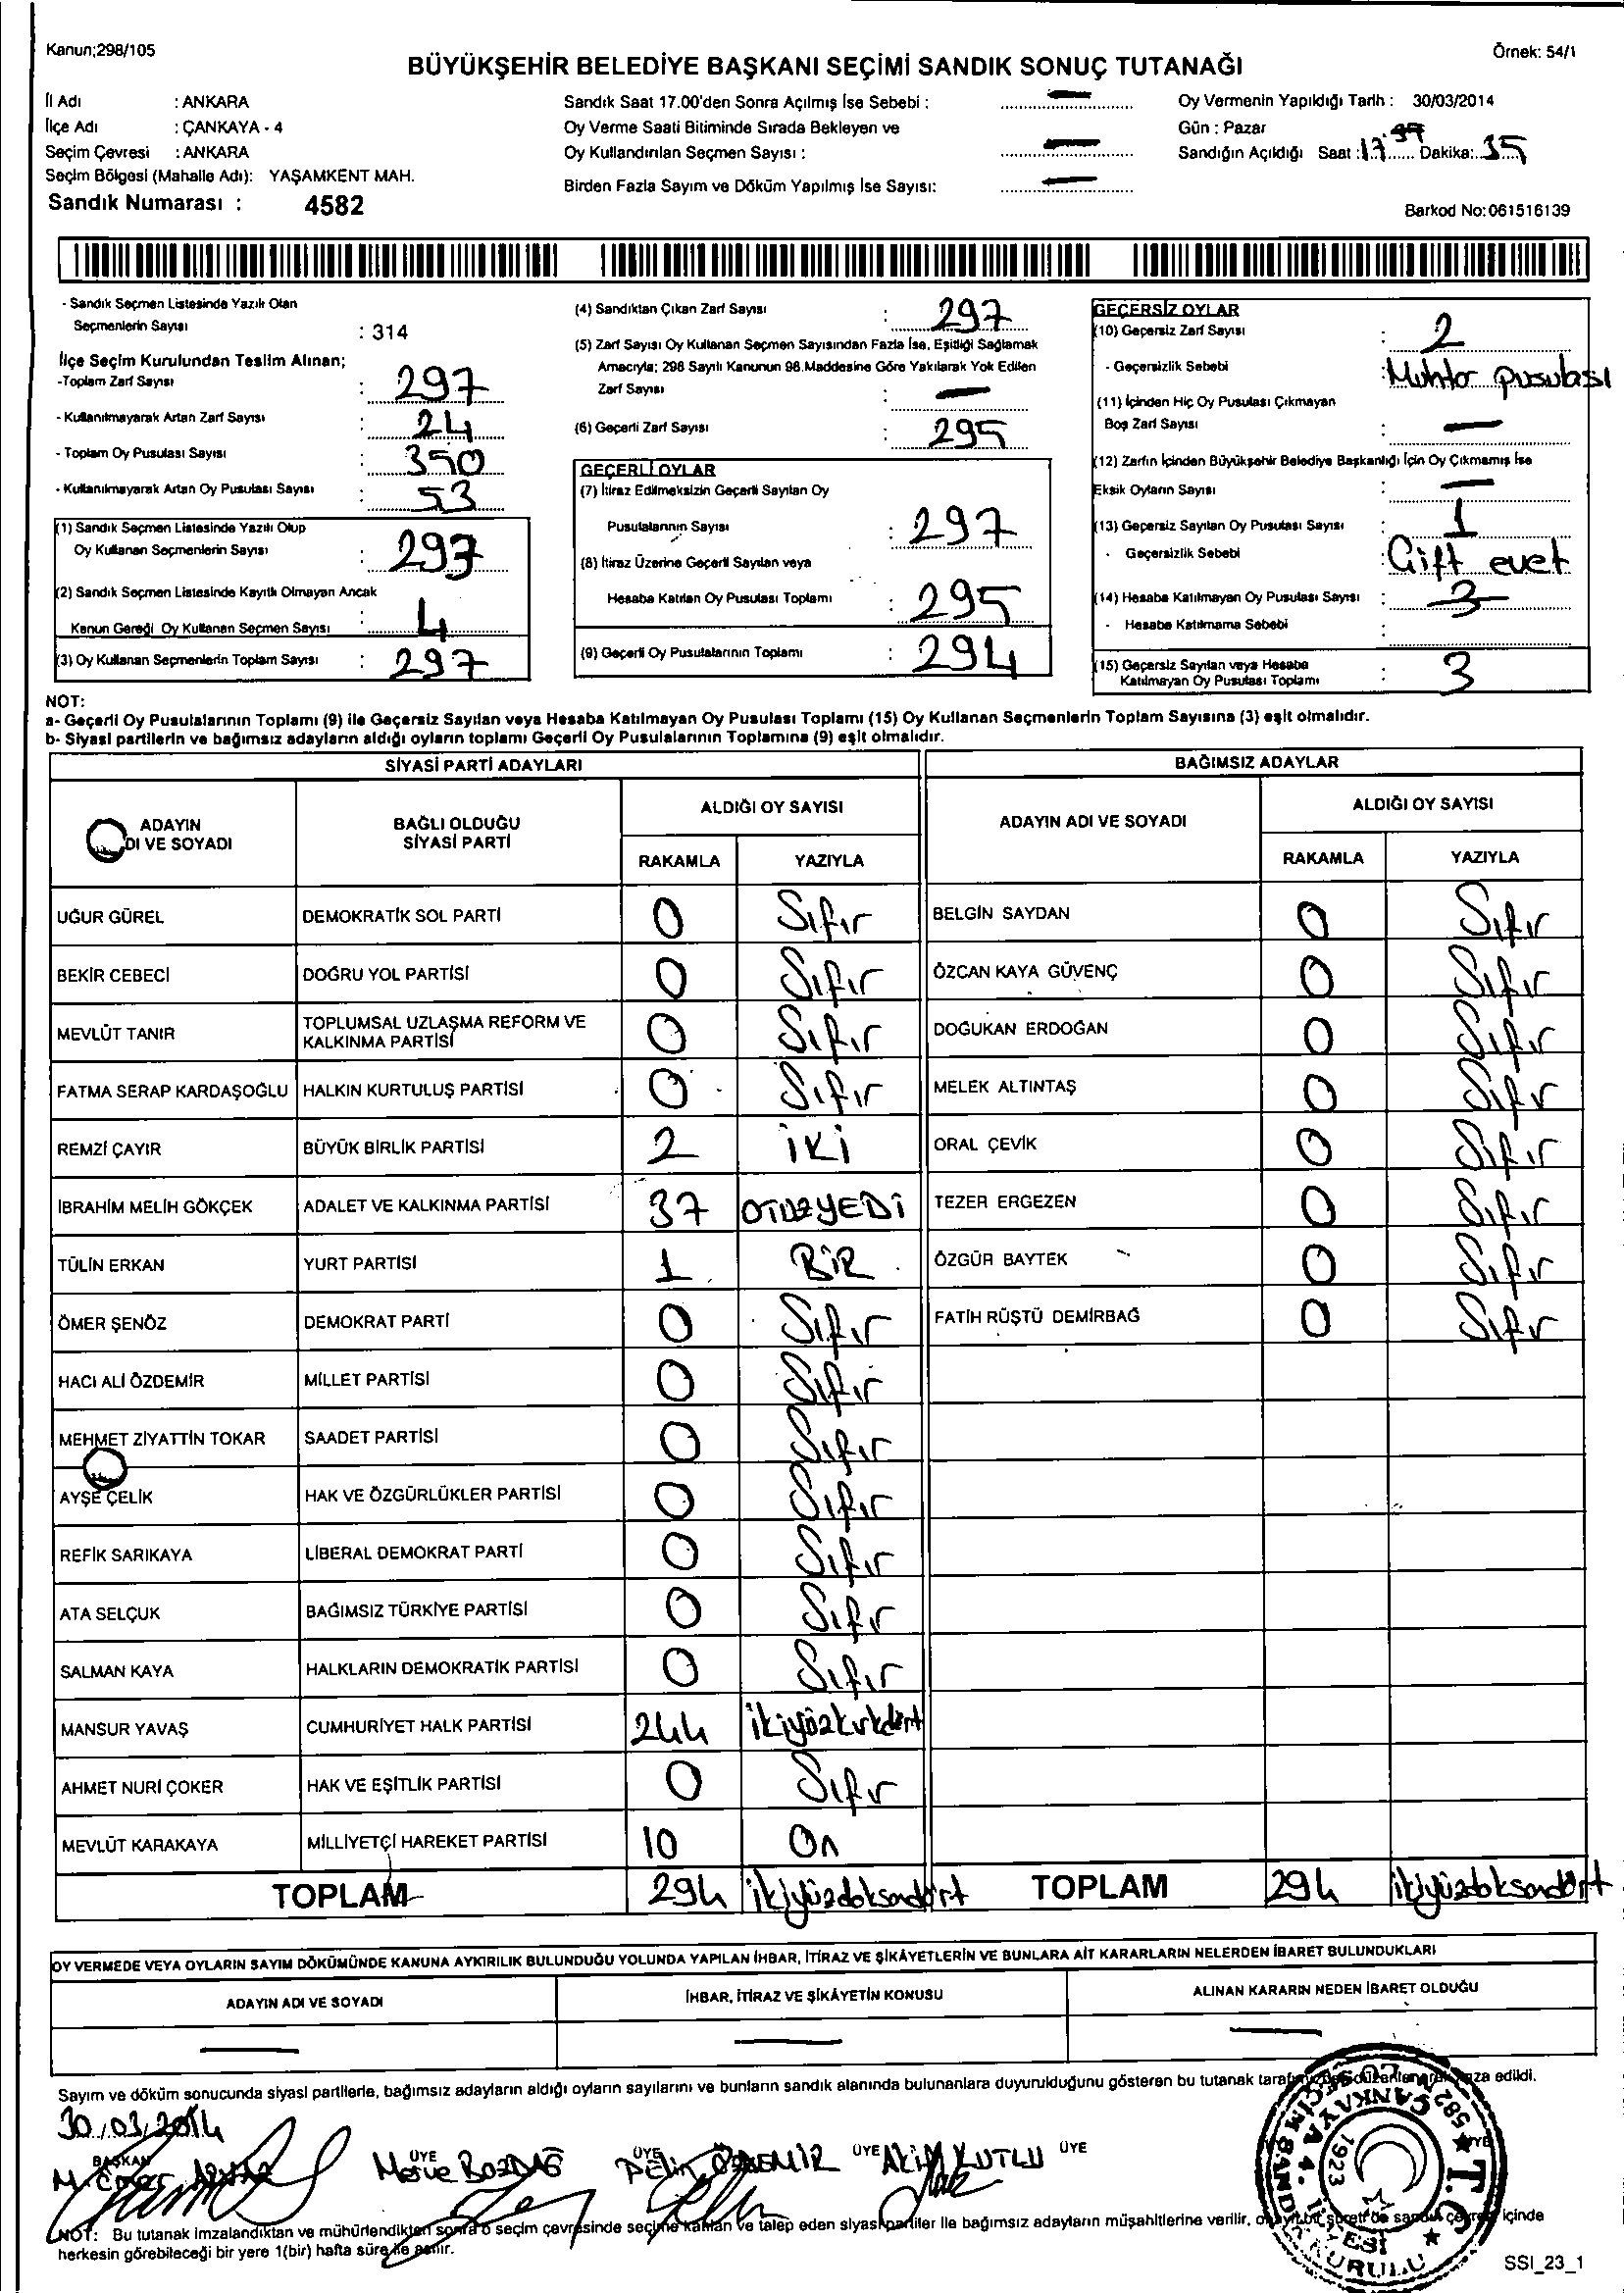 Kanun;298/105
Örnek: 54/1
BÜYÜKŞEHİR BELEDİYE BAŞKANI SEÇİMİ SANDIK SONUÇ TUTANAĞI
İl Adı : ANKARA
İlçe Adı : ÇANKAYA - 4
Seçim Çevresi : ANKARA
Seçim Bölgesi (Mahalle Adı): YAŞAMKENT MAH.
Sandık Numarası : 4582
Sandık Saat 17.00'den Sonra Açılmış İse Sebebi : —
Oy Verme Saati Bitiminde Sırada Bekleyen ve
Oy Kullandırılan Seçmen Sayısı : —
Birden Fazla Sayım ve Döküm Yapılmış İse Sayısı: —
Oy Vermenin Yapıldığı Tarih : 30/03/2014
Gün : Pazar
Sandığın Açıldığı Saat : 17 Dakika: 35
Barkod No:061516139
- Sandık Seçmen Listesinde Yazılı Olan
Seçmenlerin Sayısı : 314
İlçe Seçim Kurulundan Teslim Alınan;
-Toplam Zarf Sayısı : 297
- Kullanılmayarak Artan Zarf Sayısı : 24
- Toplam Oy Pusulası Sayısı : 350
- Kullanılmayarak Artan Oy Pusulası Sayısı : 53
(1) Sandık Seçmen Listesinde Yazılı Olup
Oy Kullanan Seçmenlerin Sayısı : 293
(2) Sandık Seçmen Listesinde Kayıtlı Olmayan Ancak
Kanun Gereği Oy Kullanan Seçmen Sayısı : 4
(3) Oy Kullanan Seçmenlerin Toplam Sayısı : 297
(4) Sandıktan Çıkan Zarf Sayısı : 297
(5) Zarf Sayısı Oy Kullanan Seçmen Sayısından Fazla İse, Eşitliği Sağlamak
Amacıyla; 298 Sayılı Kanunun 98.Maddesine Göre Yakılarak Yok Edilen
Zarf Sayısı : —
(6) Geçerli Zarf Sayısı : 295
GEÇERLİ OYLAR
(7) İtiraz Edilmeksizin Geçerli Sayılan Oy
Pusulalarının Sayısı : 297
(8) İtiraz Üzerine Geçerli Sayılan veya
Hesaba Katılan Oy Pusulası Toplamı : 295
(9) Geçerli Oy Pusulalarının Toplamı : 294
GEÇERSİZ OYLAR
(10) Geçersiz Zarf Sayısı : 2
- Geçersizlik Sebebi : Muhtar pusulası
(11) İçinden Hiç Oy Pusulası Çıkmayan
Boş Zarf Sayısı : —
(12) Zarfın İçinden Büyükşehir Belediye Başkanlığı İçin Oy Çıkmamış İse
Eksik Oyların Sayısı : —
(13) Geçersiz Sayılan Oy Pusulası Sayısı : 1
- Geçersizlik Sebebi : Çift evet
(14) Hesaba Katılmayan Oy Pusulası Sayısı : 3
- Hesaba Katılmama Sebebi :
(15) Geçersiz Sayılan veya Hesaba
Katılmayan Oy Pusulası Toplamı : 3
NOT:
a- Geçerli Oy Pusulalarının Toplamı (9) ile Geçersiz Sayılan veya Hesaba Katılmayan Oy Pusulası Toplamı (15) Oy Kullanan Seçmenlerin Toplam Sayısına (3) eşit olmalıdır.
b- Siyasi partilerin ve bağımsız adayların aldığı oyların toplamı Geçerli Oy Pusulalarının Toplamına (9) eşit olmalıdır.
SİYASİ PARTİ ADAYLARI
BAĞIMSIZ ADAYLAR
ADAYIN
DI VE SOYADI
BAĞLI OLDUĞU
SİYASİ PARTİ
ALDIĞI OY SAYISI
RAKAMLA YAZIYLA
ADAYIN ADI VE SOYADI
ALDIĞI OY SAYISI
RAKAMLA YAZIYLA
UĞUR GÜREL DEMOKRATİK SOL PARTİ 0 Sıfır BELGİN SAYDAN 0 Sıfır
BEKİR CEBECİ DOĞRU YOL PARTİSİ 0 Sıfır ÖZCAN KAYA GÜVENÇ 0 Sıfır
MEVLÜT TANIR TOPLUMSAL UZLAŞMA REFORM VE
KALKINMA PARTİSİ 0 Sıfır DOĞUKAN ERDOĞAN 0 Sıfır
FATMA SERAP KARDAŞOĞLU HALKIN KURTULUŞ PARTİSİ 0 Sıfır MELEK ALTINTAŞ 0 Sıfır
REMZİ ÇAYIR BÜYÜK BİRLİK PARTİSİ 2 iKi ORAL ÇEVİK 0 Sıfır
İBRAHİM MELİH GÖKÇEK ADALET VE KALKINMA PARTİSİ 37 OTUZYEDİ TEZER ERGEZEN 0 Sıfır
TÜLİN ERKAN YURT PARTİSİ 1 BİR ÖZGÜR BAYTEK 0 Sıfır
ÖMER ŞENÖZ DEMOKRAT PARTİ 0 Sıfır FATİH RÜŞTÜ DEMİRBAĞ 0 Sıfır
HACI ALİ ÖZDEMİR MİLLET PARTİSİ 0 Sıfır
MEHMET ZİYATTİN TOKAR SAADET PARTİSİ 0 Sıfır
AYŞE ÇELİK HAK VE ÖZGÜRLÜKLER PARTİSİ 0 Sıfır
REFİK SARIKAYA LİBERAL DEMOKRAT PARTİ 0 Sıfır
ATA SELÇUK BAĞIMSIZ TÜRKİYE PARTİSİ 0 Sıfır
SALMAN KAYA HALKLARIN DEMOKRATİK PARTİSİ 0 Sıfır
MANSUR YAVAŞ CUMHURİYET HALK PARTİSİ 244 ikiyüzkırkdört
AHMET NURİ ÇOKER HAK VE EŞİTLİK PARTİSİ 0 Sıfır
MEVLÜT KARAKAYA MİLLİYETÇİ HAREKET PARTİSİ 10 On
TOPLAM 294 ikiyüzdoksandört TOPLAM 294 ikiyüzdoksandört
OY VERMEDE VEYA OYLARIN SAYIM DÖKÜMÜNDE KANUNA AYKIRILIK BULUNDUĞU YOLUNDA YAPILAN İHBAR, İTİRAZ VE ŞİKÂYETLERİN VE BUNLARA AİT KARARLARIN NELERDEN İBARET BULUNDUKLARI
ADAYIN ADI VE SOYADI İHBAR, İTİRAZ VE ŞİKÂYETİN KONUSU ALINAN KARARIN NEDEN İBARET OLDUĞU
— — —
Sayım ve döküm sonucunda siyasi partilerle, bağımsız adayların aldığı oyların sayılarını ve bunların sandık alanında bulunanlara duyurulduğunu gösteren bu tutanak tarafımızdan düzenlenerek imza edildi.
30/03/2014
BAŞKAN ÜYE ÜYE ÜYE ÜYE ÜYE
Merve BOZDAĞ PELİN ÖZDEMİR AKİM KUTLU
T.C. ÇANKAYA 4. İLÇE SEÇİM 1923 KURULU
NOT: Bu tutanak imzalandıktan ve mühürlendikten sonra o seçim çevresinde seçime katılan ve talep eden siyasi partiler ile bağımsız adayların müşahitlerine verilir, içinde
herkesin görebileceği bir yere 1(bir) hafta süre ile asılır.
SSI_23_1